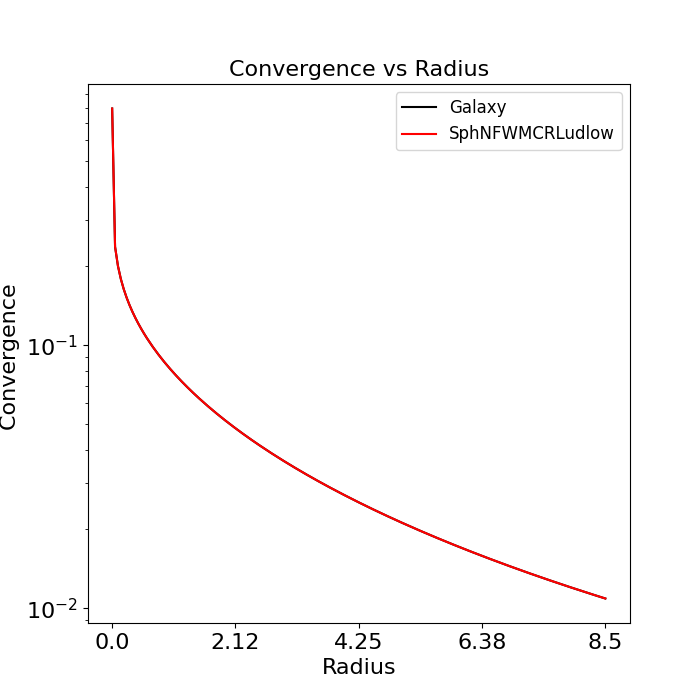 Convergence vs Radius
Galaxy
SphNFWMCRLudlow
Convergence
10⁻¹
10⁻²
0.0 2.12 4.25 6.38 8.5
Radius